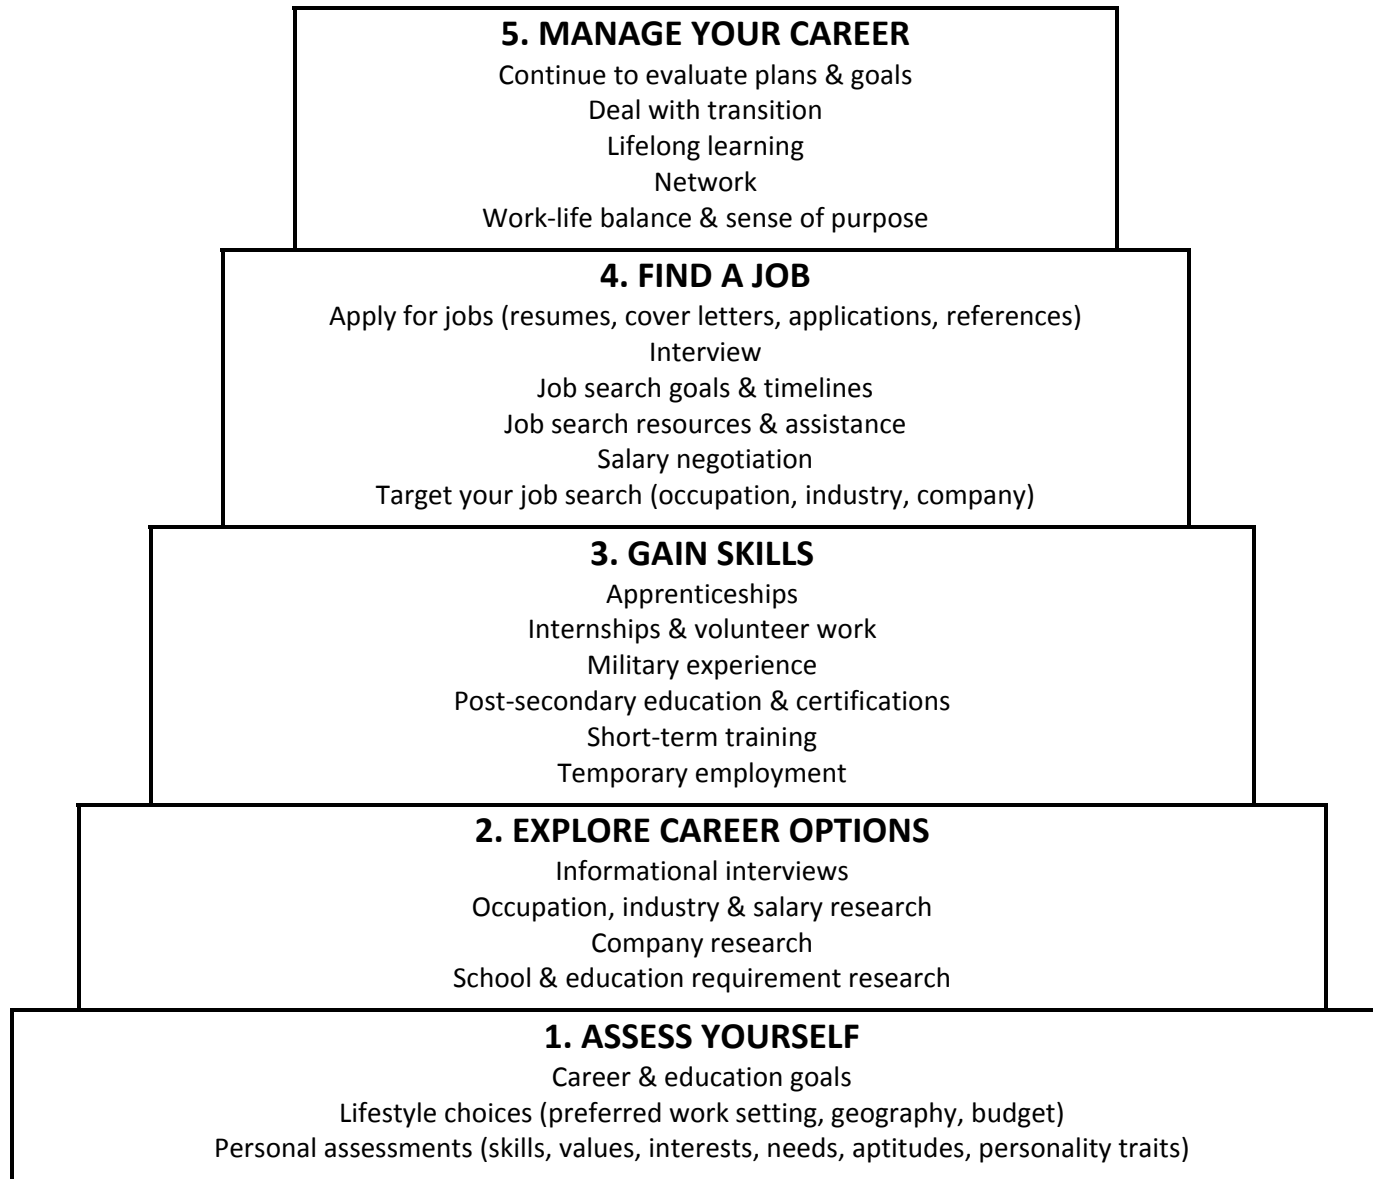 5. MANAGE YOUR CAREER
Continue to evaluate plans & goals
Deal with transition
Lifelong learning
Network
Work-life balance & sense of purpose
4. FIND A JOB
Apply for jobs (resumes, cover letters, applications, references)
Interview
Job search goals & timelines
Job search resources & assistance
Salary negotiation
Target your job search (occupation, industry, company)
3. GAIN SKILLS
Apprenticeships
Internships & volunteer work
Military experience
Post-secondary education & certifications
Short-term training
Temporary employment
2. EXPLORE CAREER OPTIONS
Informational interviews
Occupation, industry & salary research
Company research
School & education requirement research
1. ASSESS YOURSELF
Career & education goals
Lifestyle choices (preferred work setting, geography, budget)
Personal assessments (skills, values, interests, needs, aptitudes, personality traits)